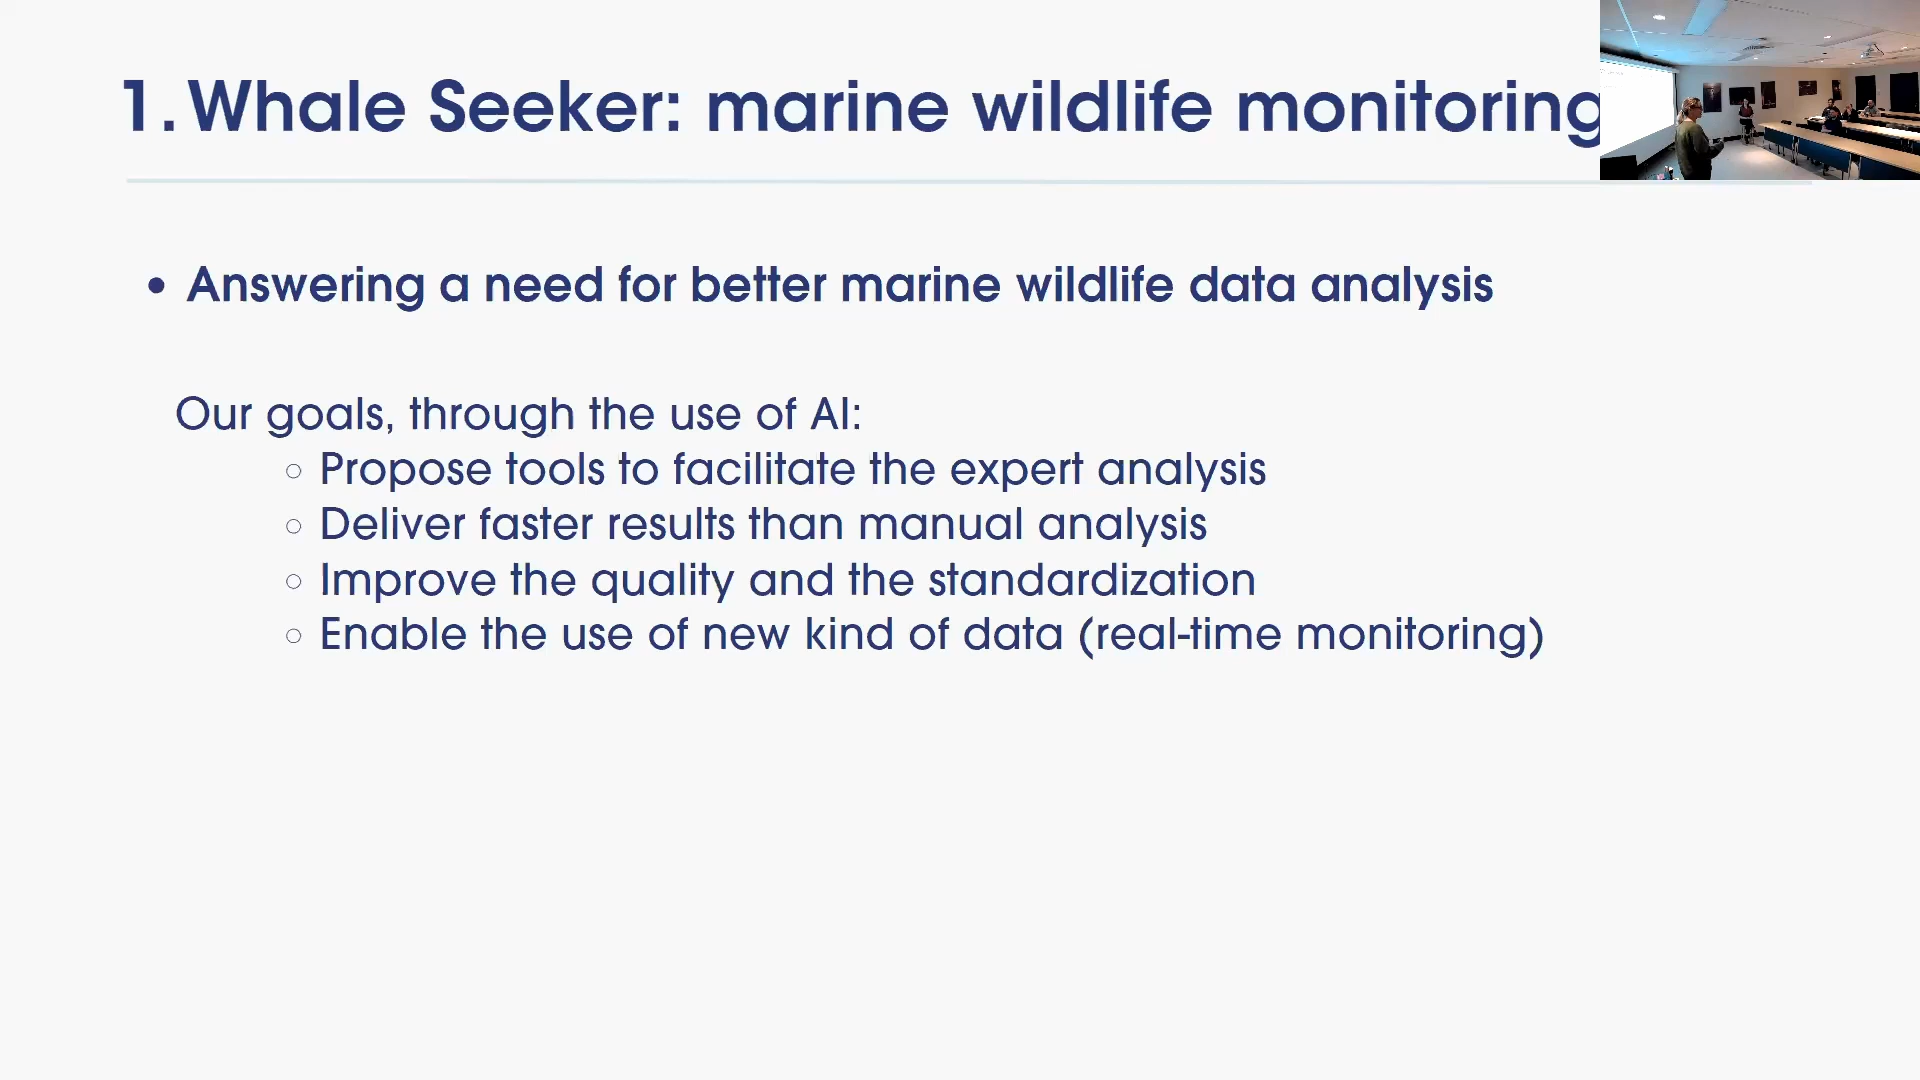 1. Whale Seeker: marine wildlife monitoring
• Answering a need for better marine wildlife data analysis
Our goals, through the use of AI:
○ Propose tools to facilitate the expert analysis
○ Deliver faster results than manual analysis
○ Improve the quality and the standardization
○ Enable the use of new kind of data (real-time monitoring)